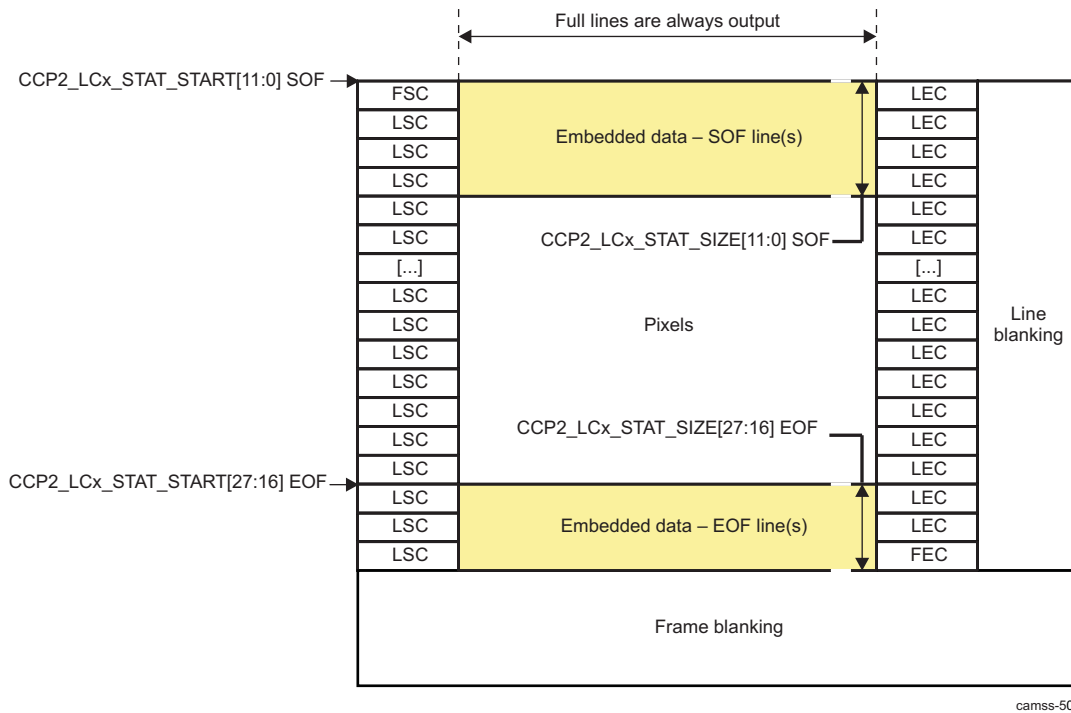 Full lines are always output
CCP2_LCx_STAT_START[11:0] SOF
FSC
LEC
LSC
LEC
Embedded data – SOF line(s)
LSC
LEC
LSC
LEC
LSC
LEC
LSC
CCP2_LCx_STAT_SIZE[11:0] SOF
LEC
[...]
[...]
LSC
LEC
LSC
Pixels
LEC
Line
blanking
LSC
LEC
LSC
LEC
LSC
LEC
CCP2_LCx_STAT_SIZE[27:16] EOF
LSC
LEC
LSC
LEC
CCP2_LCx_STAT_START[27:16] EOF
LSC
LEC
LSC
Embedded data – EOF line(s)
LEC
LSC
FEC
Frame blanking
camss-50